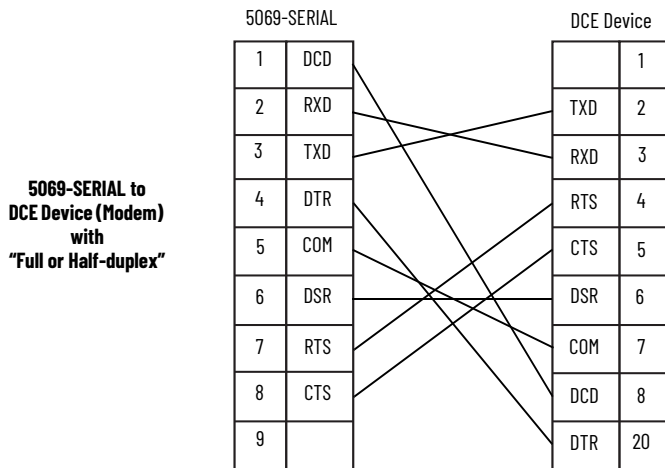 5069-SERIAL DCE Device
1 DCD 1
2 RXD TXD 2
3 TXD RXD 3
4 DTR RTS 4
5 COM CTS 5
6 DSR DSR 6
7 RTS COM 7
8 CTS DCD 8
9 DTR 20
5069-SERIAL to
DCE Device (Modem)
with
“Full or Half-duplex”